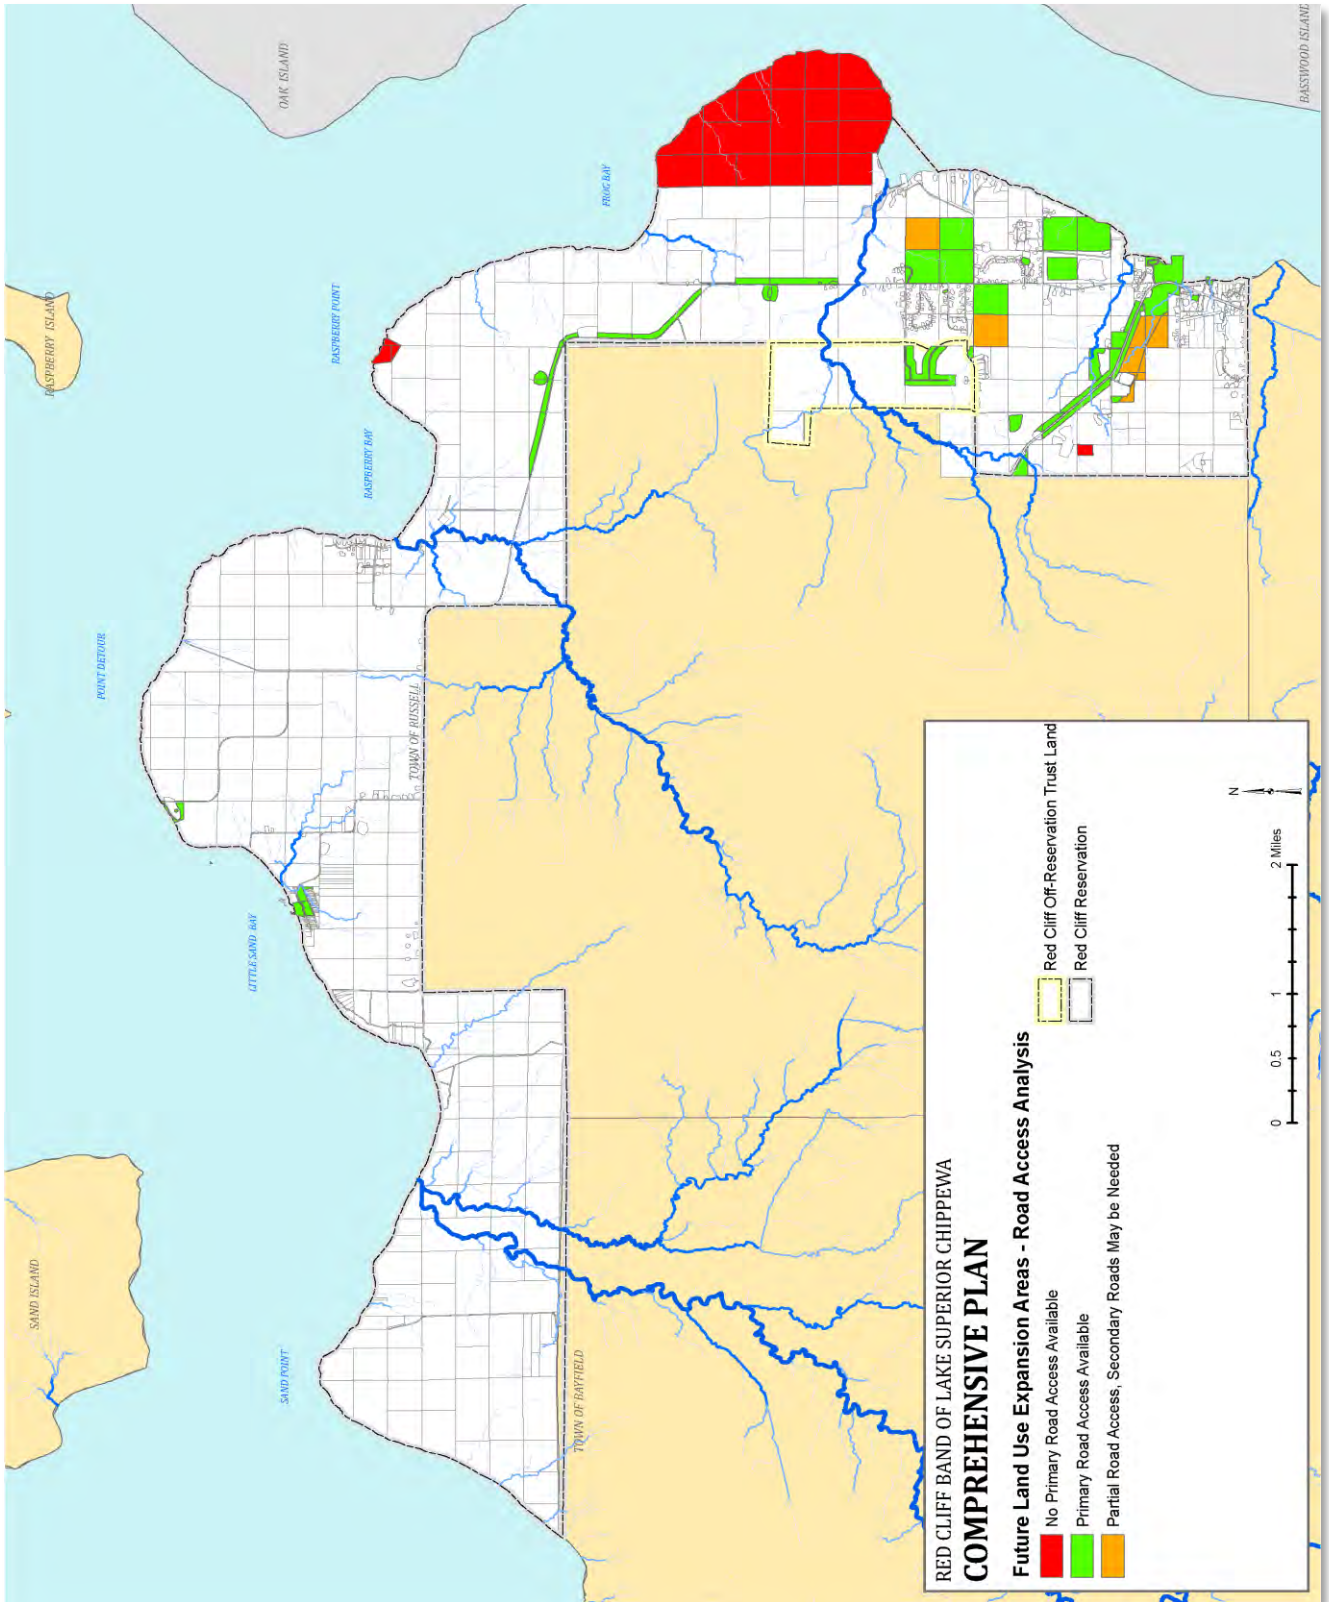 OAK ISLAND
BASSWOOD ISLAND
FROG BAY
RASPBERRY ISLAND
RASPBERRY POINT
RASPBERRY BAY
POINT DETOUR
TOWN OF RUSSELL
LITTLE SAND BAY
SAND ISLAND
SAND POINT
TOWN OF BAYFIELD
RED CLIFF BAND OF LAKE SUPERIOR CHIPPEWA
COMPREHENSIVE PLAN
Future Land Use Expansion Areas - Road Access Analysis
No Primary Road Access Available
Primary Road Access Available
Partial Road Access, Secondary Roads May be Needed
Red Cliff Off-Reservation Trust Land
Red Cliff Reservation
0 0.5 1 2 Miles
N